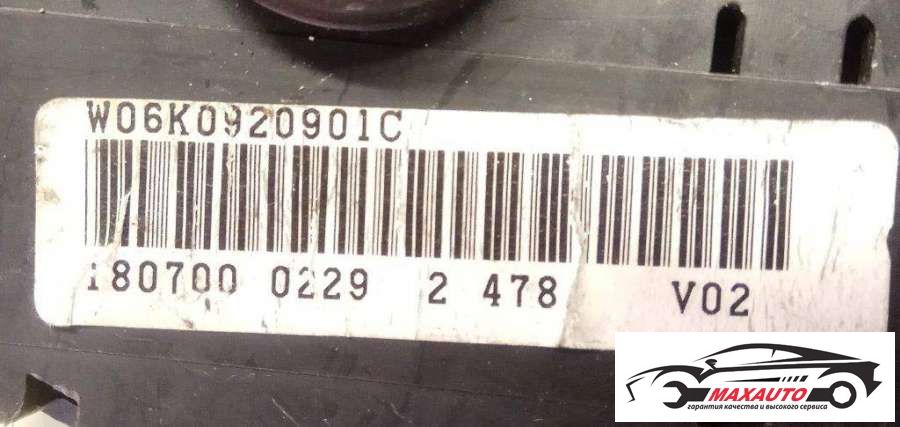 W06K0920901C
180700 0229 2 478 V02
MAXAUTO
гарантия качества и высокого сервиса